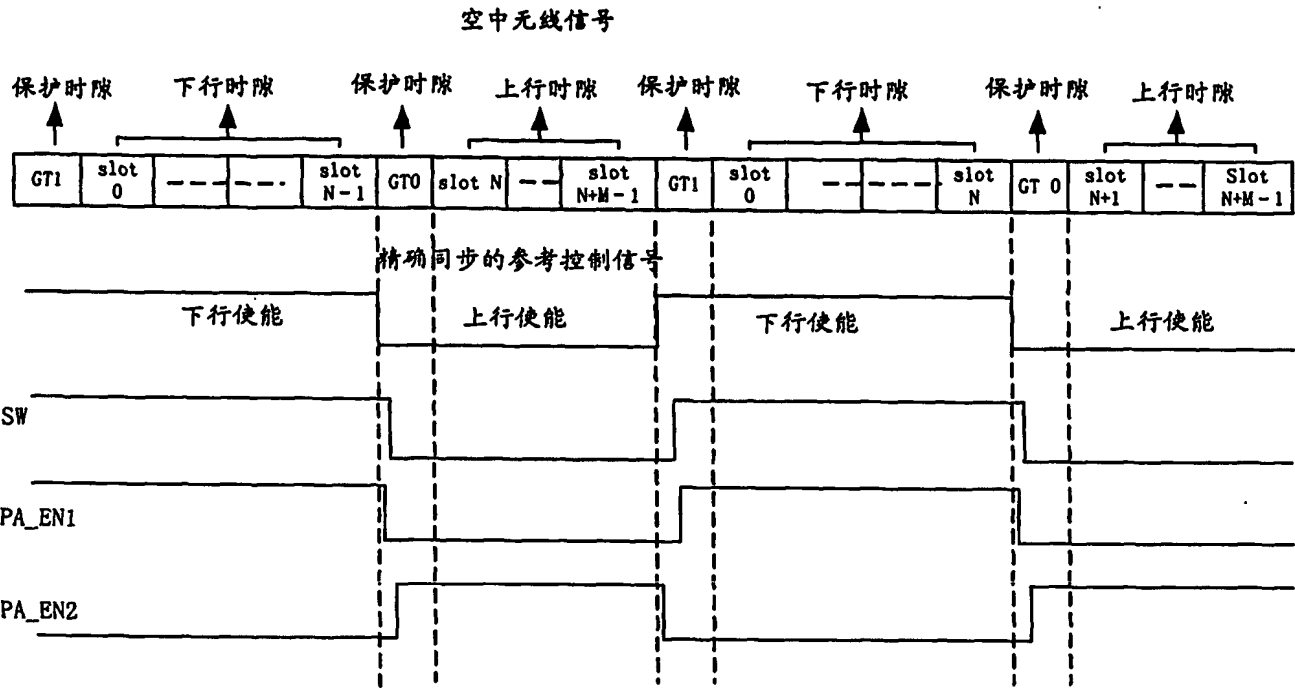 空中无线信号
保护时隙 下行时隙 保护时隙 上行时隙 保护时隙 下行时隙 保护时隙 上行时隙
GT1 slot 0 slot N-1 GT0 slot N slot N+M-1 GT1 slot 0 slot N GT 0 slot N+1 Slot N+M-1
精确同步的参考控制信号
下行使能 上行使能 下行使能 上行使能
SW
PA_EN1
PA_EN2